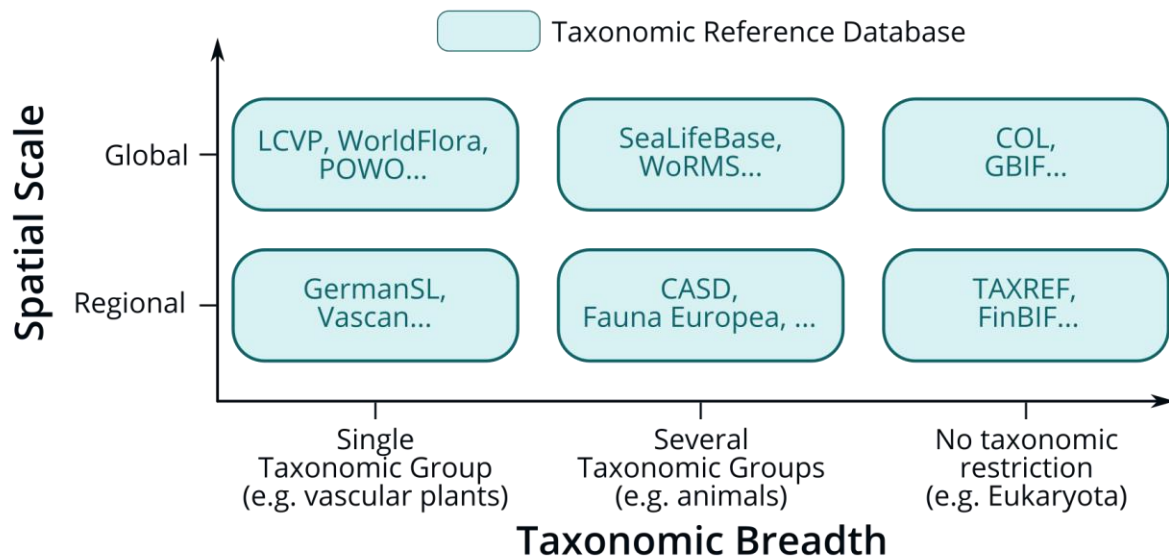 Taxonomic Reference Database
Spatial Scale
Global
LCVP, WorldFlora,
POWO...
SeaLifeBase,
WoRMS...
COL,
GBIF...
Regional
GermanSL,
Vascan...
CASD,
Fauna Europea, ...
TAXREF,
FinBIF...
Single
Taxonomic Group
(e.g. vascular plants)
Several
Taxonomic Groups
(e.g. animals)
No taxonomic
restriction
(e.g. Eukaryota)
Taxonomic Breadth